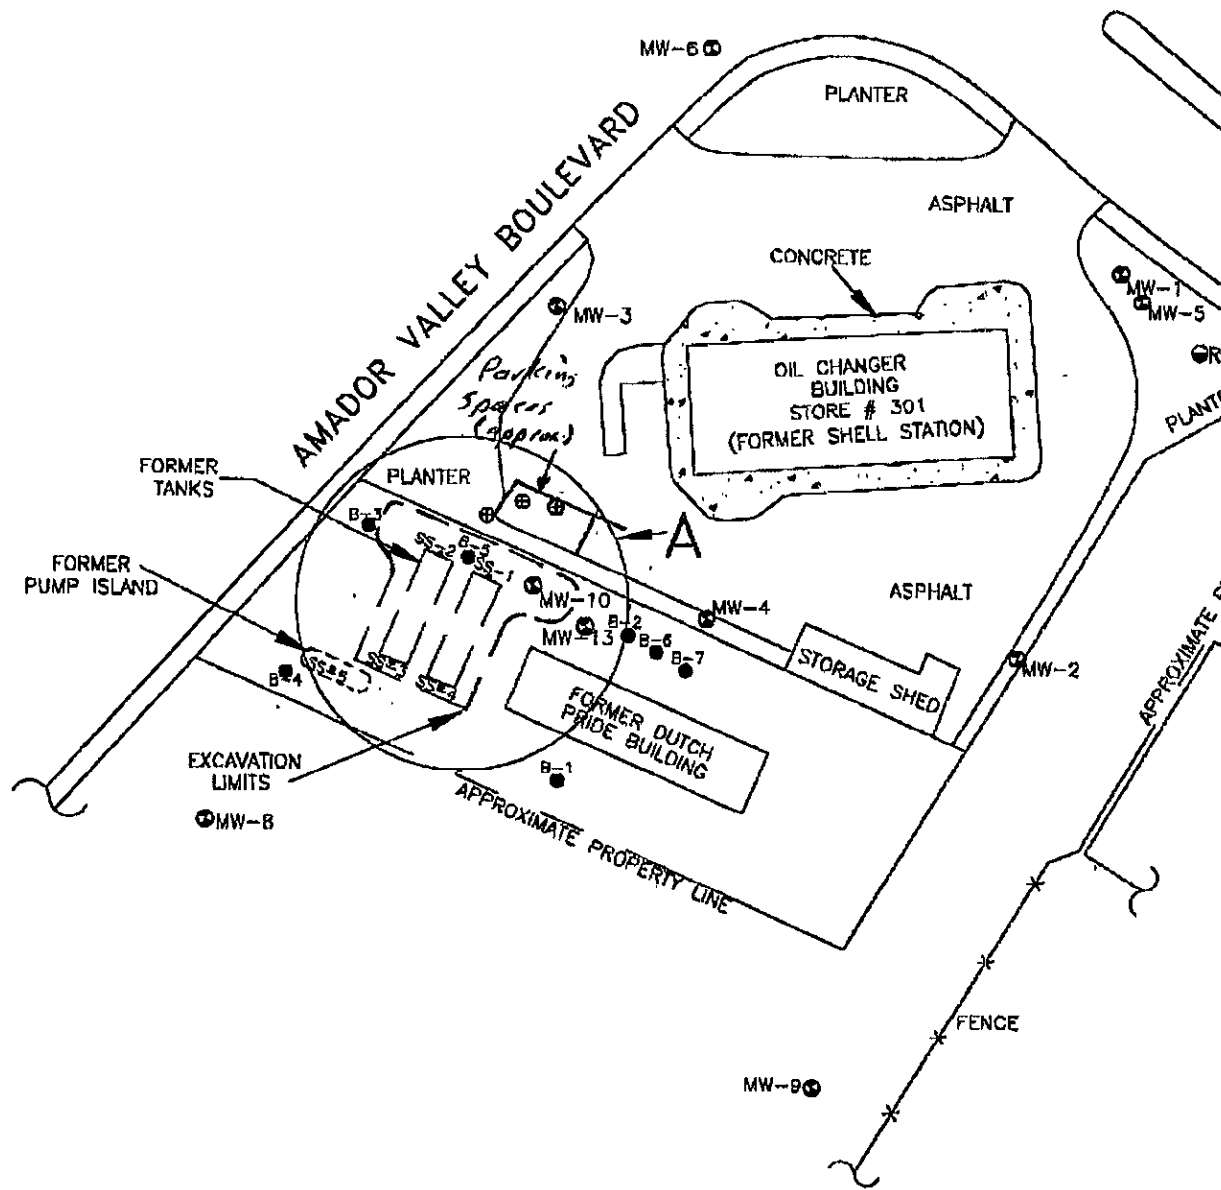 MW-6
PLANTER
AMADOR VALLEY BOULEVARD
ASPHALT
CONCRETE
MW-1
MW-5
R
MW-3
PLANT
OIL CHANGER
BUILDING
STORE # 301
(FORMER SHELL STATION)
Parking
Spaces
(approx.)
FORMER
TANKS
PLANTER
A
B-3
SS-2
B-5
SS-1
FORMER
PUMP ISLAND
MW-10
MW-13
B-2
B-6
B-7
MW-4
ASPHALT
STORAGE SHED
MW-2
APPROXIMATE
B-4
SS#5
SS#3
SS#4
FORMER DUTCH
PRIDE BUILDING
EXCAVATION
LIMITS
B-1
MW-8
APPROXIMATE PROPERTY LINE
FENCE
MW-9